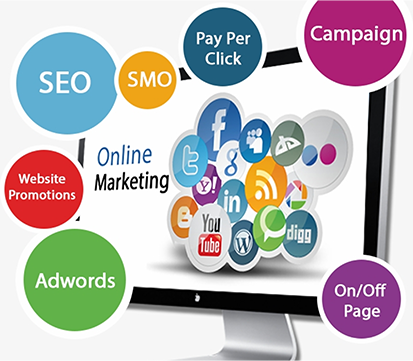 Campaign
Pay Per
Click
SEO
SMO
Online
Marketing
Website
Promotions
You
Tube
digg
Adwords
On/Off
Page